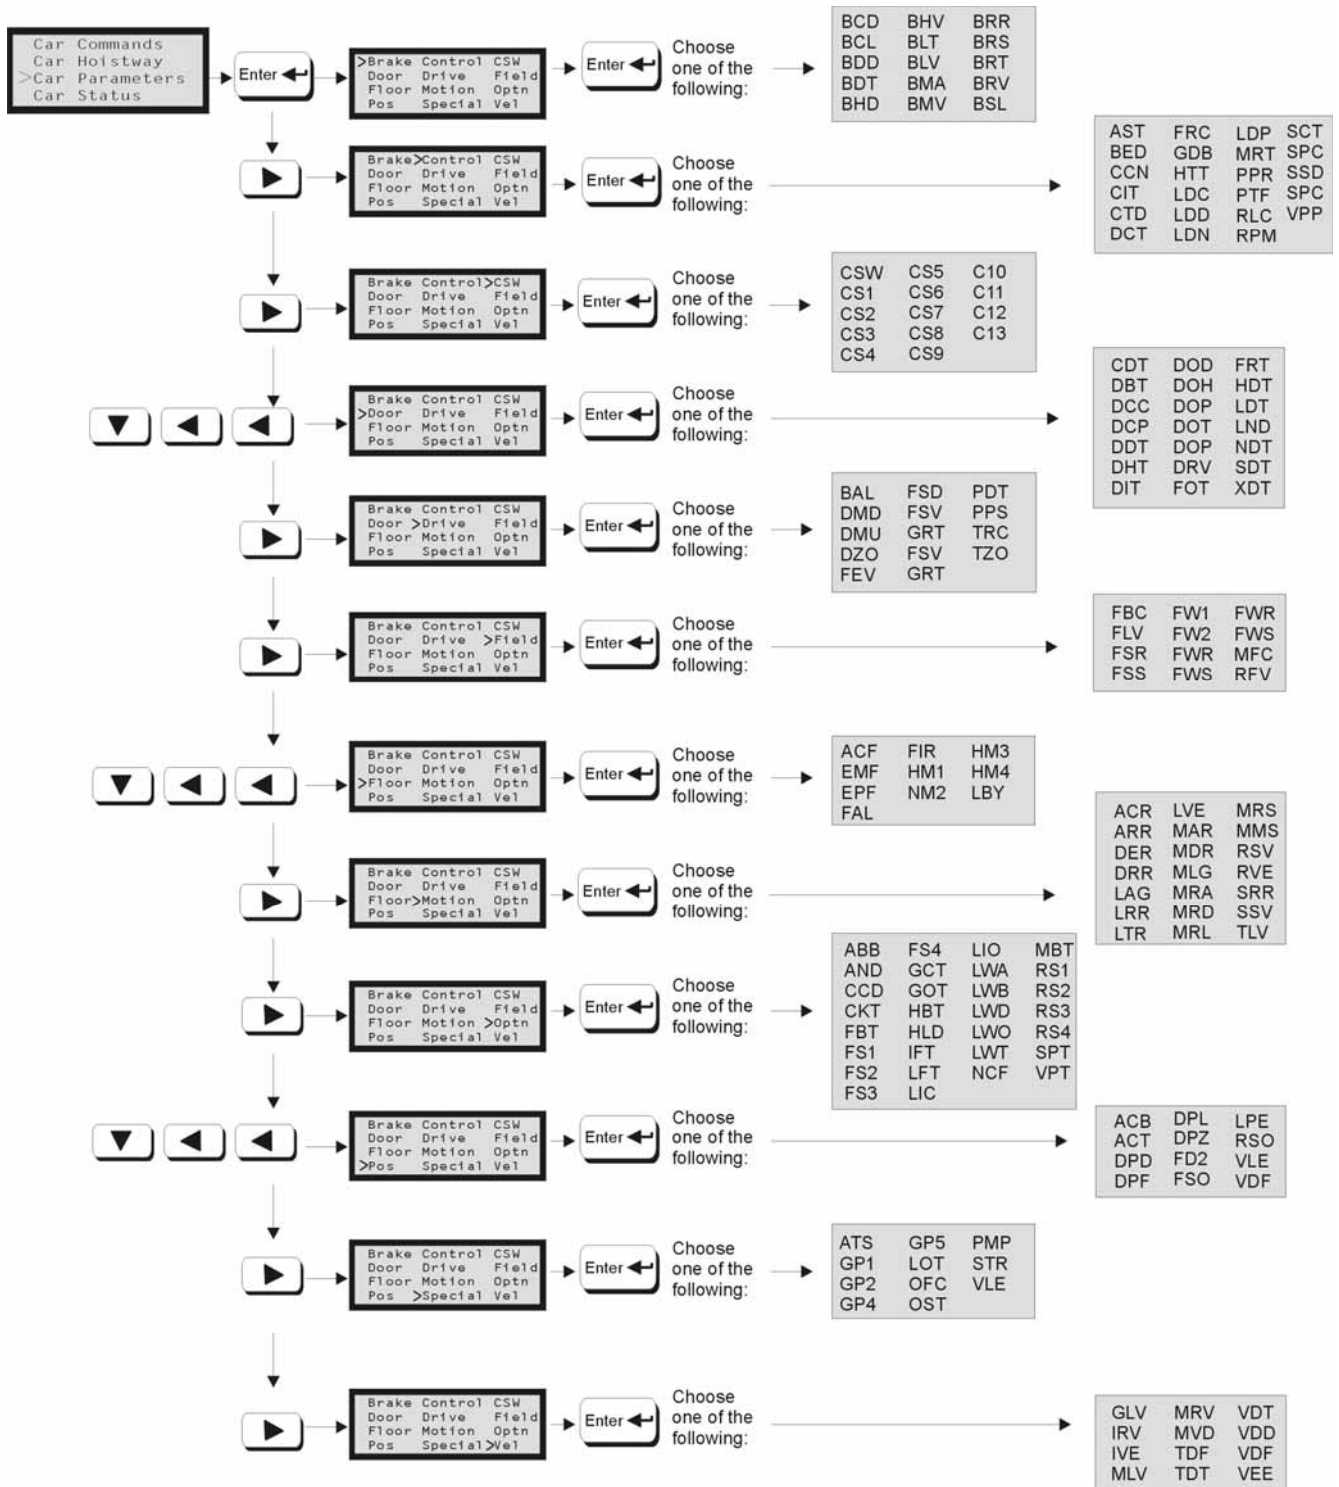 Car Commands
Car Hoistway
>Car Parameters
Car Status
Enter
>Brake Control CSW
Door Drive Field
Floor Motion Optn
Pos Special Vel
Enter
Choose
one of the
following:
BCD BHV BRR
BCL BLT BRS
BDD BLV BRT
BDT BMA BRV
BHD BMV BSL
Brake>Control CSW
Door Drive Field
Floor Motion Optn
Pos Special Vel
Enter
Choose
one of the
following:
AST FRC LDP SCT
BED GDB MRT SPC
CCN HTT PPR SSD
CIT LDC PTF SPC
CTD LDD RLC VPP
DCT LDN RPM
Brake Control>CSW
Door Drive Field
Floor Motion Optn
Pos Special Vel
Enter
Choose
one of the
following:
CSW CS5 C10
CS1 CS6 C11
CS2 CS7 C12
CS3 CS8 C13
CS4 CS9
Brake Control CSW
>Door Drive Field
Floor Motion Optn
Pos Special Vel
Enter
Choose
one of the
following:
CDT DOD FRT
DBT DOH HDT
DCC DOP LDT
DCP DOT LND
DDT DOP NDT
DHT DRV SDT
DIT FOT XDT
Brake Control CSW
Door >Drive Field
Floor Motion Optn
Pos Special Vel
Enter
Choose
one of the
following:
BAL FSD PDT
DMD FSV PPS
DMU GRT TRC
DZO FSV TZO
FEV GRT
Brake Control CSW
Door Drive >Field
Floor Motion Optn
Pos Special Vel
Enter
Choose
one of the
following:
FBC FW1 FWR
FLV FW2 FWS
FSR FWR MFC
FSS FWS RFV
Brake Control CSW
Door Drive Field
>Floor Motion Optn
Pos Special Vel
Enter
Choose
one of the
following:
ACF FIR HM3
EMF HM1 HM4
EPF NM2 LBY
FAL
Brake Control CSW
Door Drive Field
Floor>Motion Optn
Pos Special Vel
Enter
Choose
one of the
following:
ACR LVE MRS
ARR MAR MMS
DER MDR RSV
DRR MLG RVE
LAG MRA SRR
LRR MRD SSV
LTR MRL TLV
Brake Control CSW
Door Drive Field
Floor Motion >Optn
Pos Special Vel
Enter
Choose
one of the
following:
ABB FS4 LIO MBT
AND GCT LWA RS1
CCD GOT LWB RS2
CKT HBT LWD RS3
FBT HLD LWO RS4
FS1 IFT LWT SPT
FS2 LFT NCF VPT
FS3 LIC
Brake Control CSW
Door Drive Field
Floor Motion Optn
>Pos Special Vel
Enter
Choose
one of the
following:
ACB DPL LPE
ACT DPZ RSO
DPD FD2 VLE
DPF FSO VDF
Brake Control CSW
Door Drive Field
Floor Motion Optn
Pos >Special Vel
Enter
Choose
one of the
following:
ATS GP5 PMP
GP1 LOT STR
GP2 OFC VLE
GP4 OST
Brake Control CSW
Door Drive Field
Floor Motion Optn
Pos Special>Vel
Enter
Choose
one of the
following:
GLV MRV VDT
IRV MVD VDD
IVE TDF VDF
MLV TDT VEE